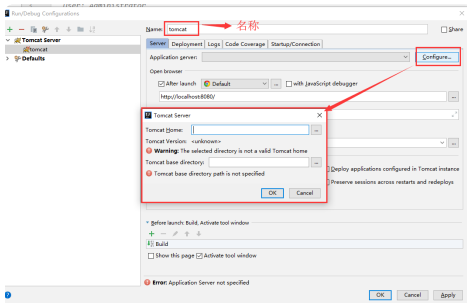 Run/Debug Configurations
Name: tomcat
名称
Share
Tomcat Server
tomcat
Defaults
Server Deployment Logs Code Coverage Startup/Connection
Application server:
Configure...
Open browser
After launch Default ... with JavaScript debugger
http://localhost:8080/
Tomcat Server
Tomcat Home:
Tomcat Version: <unknown>
Warning: The selected directory is not a valid Tomcat home
Tomcat base directory:
Tomcat base directory path is not specified
OK Cancel
Deploy applications configured in Tomcat instance
Preserve sessions across restarts and redeploys
Before launch: Build, Activate tool window
Build
Show this page Activate tool window
Error: Application Server not specified
OK Cancel Apply